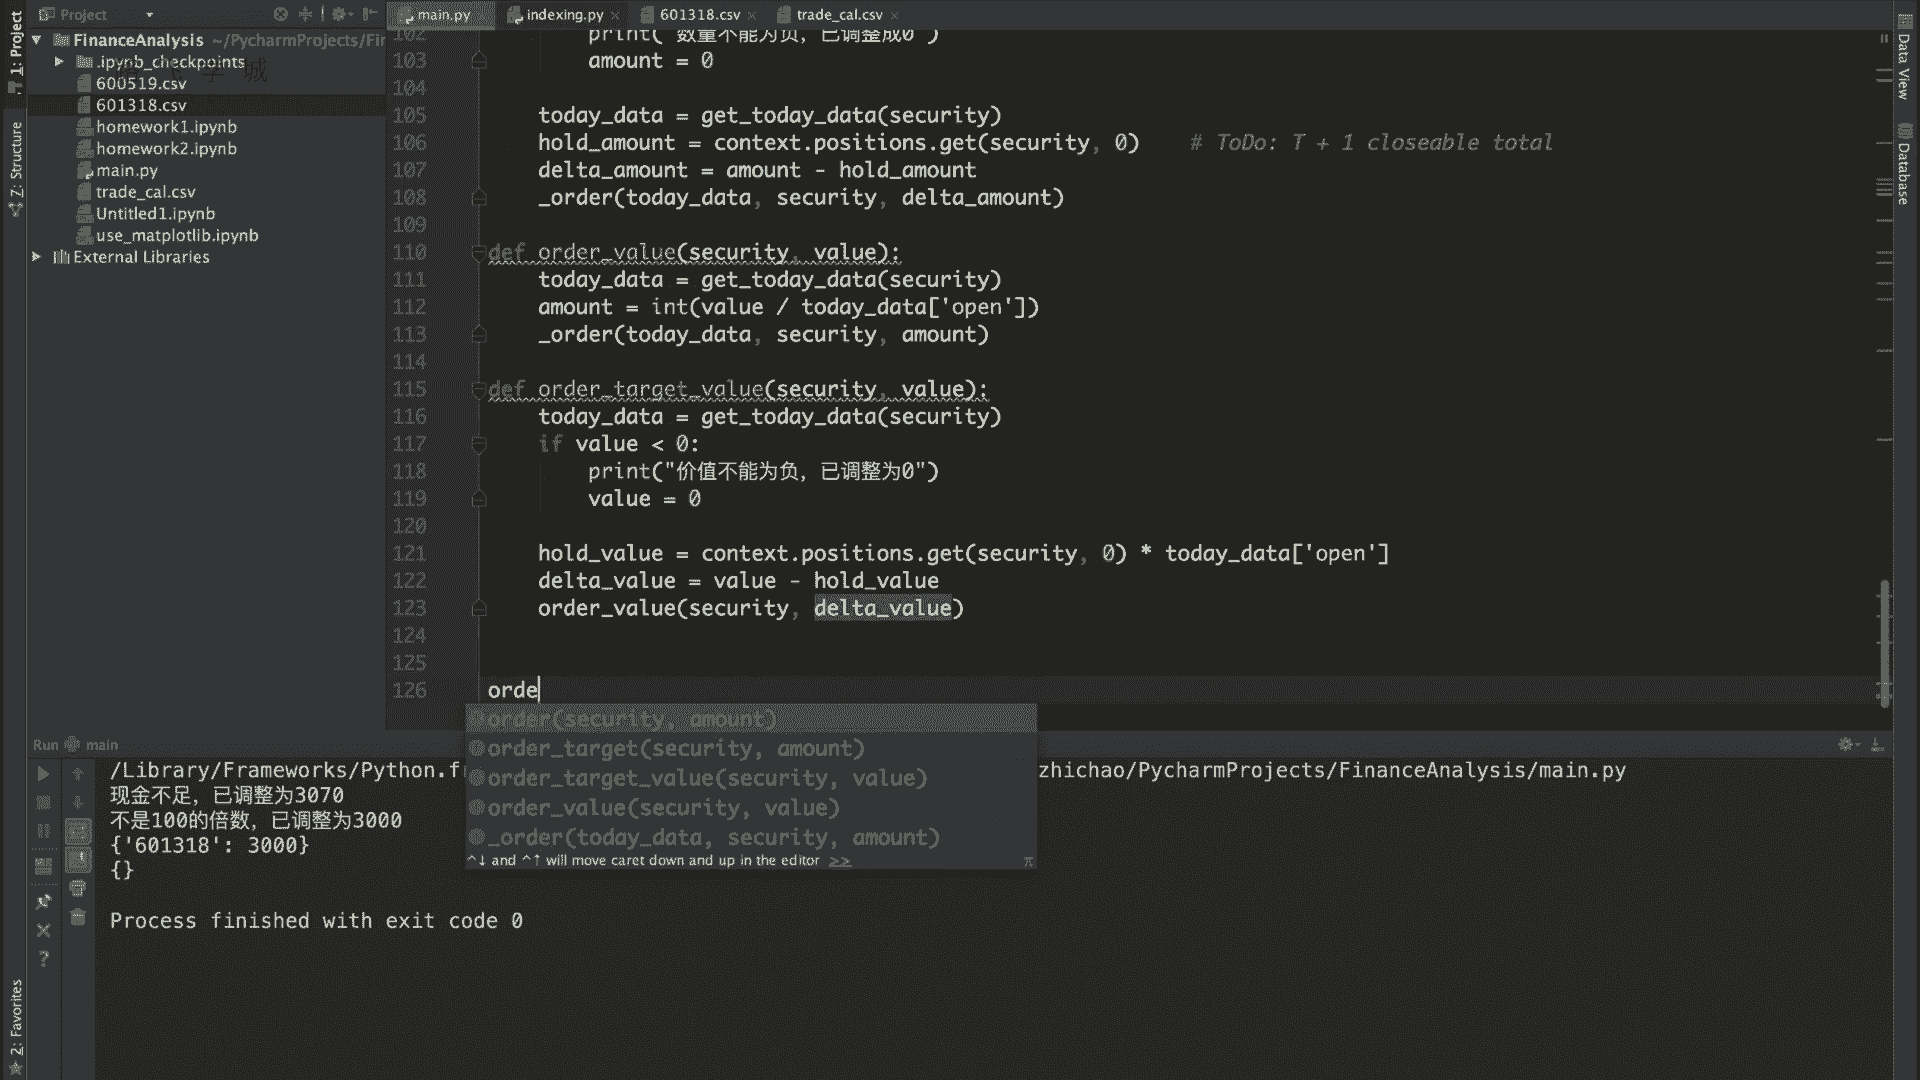 Project
main.py
indexing.py
601318.csv
trade_cal.csv
1: Project
FinanceAnalysis ~/PycharmProjects/Fir
.ipynb_checkpoints
600519.csv
601318.csv
homework1.ipynb
homework2.ipynb
main.py
trade_cal.csv
Untitled1.ipynb
use_matplotlib.ipynb
External Libraries
7: Structure
2: Favorites
Data View
Database
102 print("数量不能为负，已调整成0")
103 amount = 0
104
105 today_data = get_today_data(security)
106 hold_amount = context.positions.get(security, 0) # ToDo: T + 1 closeable total
107 delta_amount = amount - hold_amount
108 _order(today_data, security, delta_amount)
109
110 def order_value(security, value):
111 today_data = get_today_data(security)
112 amount = int(value / today_data['open'])
113 _order(today_data, security, amount)
114
115 def order_target_value(security, value):
116 today_data = get_today_data(security)
117 if value < 0:
118 print("价值不能为负，已调整为0")
119 value = 0
120
121 hold_value = context.positions.get(security, 0) * today_data['open']
122 delta_value = value - hold_value
123 order_value(security, delta_value)
124
125
126 orde
order(security, amount)
order_target(security, amount)
order_target_value(security, value)
order_value(security, value)
_order(today_data, security, amount)
^↓ and ^↑ will move caret down and up in the editor >>
π
Run main
/Library/Frameworks/Python.fr
zhichao/PycharmProjects/FinanceAnalysis/main.py
现金不足，已调整为3070
不是100的倍数，已调整为3000
{'601318': 3000}
{}
Process finished with exit code 0